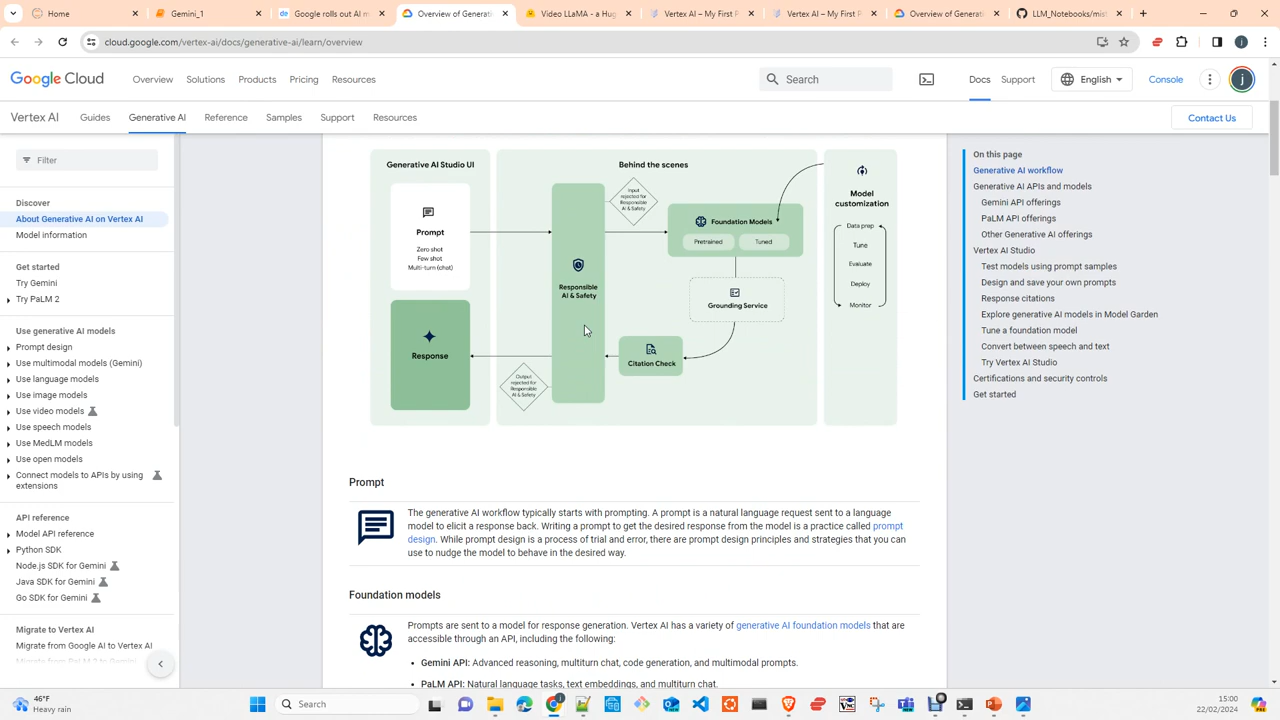 Home
Gemini_1
Google rolls out AI m
Overview of Generati
Video LLaMA - a Hug
Vertex AI – My First P
Vertex AI – My First P
Overview of Generati
LLM_Notebooks/mist
cloud.google.com/vertex-ai/docs/generative-ai/learn/overview
j
Google Cloud
Overview
Solutions
Products
Pricing
Resources
Search
Docs
Support
English
Console
j
Vertex AI
Guides
Generative AI
Reference
Samples
Support
Resources
Contact Us
Filter
Discover
About Generative AI on Vertex AI
Model information
Get started
Try Gemini
Try PaLM 2
Use generative AI models
Prompt design
Use multimodal models (Gemini)
Use language models
Use image models
Use video models
Use speech models
Use MedLM models
Use open models
Connect models to APIs by using
extensions
API reference
Model API reference
Python SDK
Node.js SDK for Gemini
Java SDK for Gemini
Go SDK for Gemini
Migrate to Vertex AI
Migrate from Google AI to Vertex AI
Migrate from PaLM 2 to Gemini
Generative AI Studio UI
Prompt
Zero shot
Few shot
Multi-turn (chat)
Response
Behind the scenes
Input
rejected for
Responsible
AI & Safety
Responsible
AI & Safety
Output
rejected for
Responsible
AI & Safety
Foundation Models
Pretrained
Tuned
Grounding Service
Citation Check
Model
customization
Data prep
Tune
Evaluate
Deploy
Monitor
Prompt
The generative AI workflow typically starts with prompting. A prompt is a natural language request sent to a language
model to elicit a response back. Writing a prompt to get the desired response from the model is a practice called prompt
design. While prompt design is a process of trial and error, there are prompt design principles and strategies that you can
use to nudge the model to behave in the desired way.
Foundation models
Prompts are sent to a model for response generation. Vertex AI has a variety of generative AI foundation models that are
accessible through an API, including the following:
• Gemini API: Advanced reasoning, multiturn chat, code generation, and multimodal prompts.
• PaLM API: Natural language tasks, text embeddings, and multiturn chat.
On this page
Generative AI workflow
Generative AI APIs and models
Gemini API offerings
PaLM API offerings
Other Generative AI offerings
Vertex AI Studio
Test models using prompt samples
Design and save your own prompts
Response citations
Explore generative AI models in Model Garden
Tune a foundation model
Convert between speech and text
Try Vertex AI Studio
Certifications and security controls
Get started
46°F
Heavy rain
Search
15:00
22/02/2024